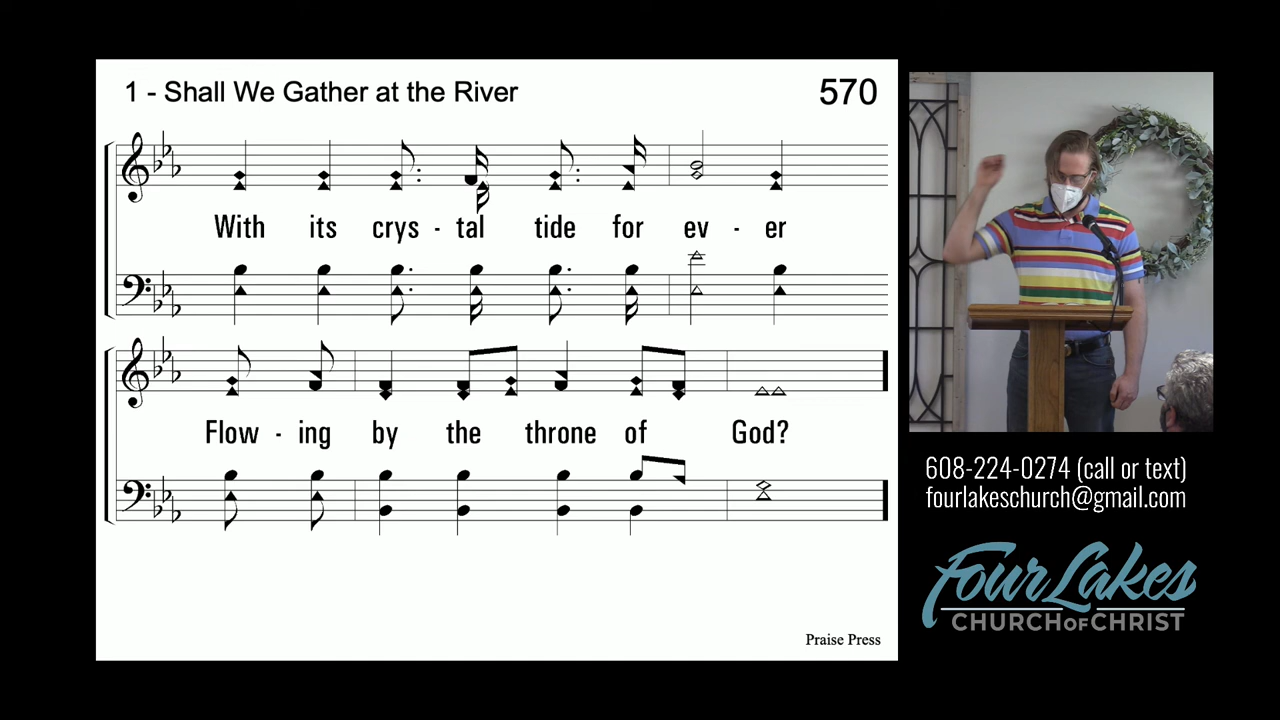 1 - Shall We Gather at the River
570
With its crys - tal tide for ev - er
Flow - ing by the throne of God?
Praise Press
608-224-0274 (call or text)
fourlakeschurch@gmail.com
Four Lakes
CHURCH OF CHRIST